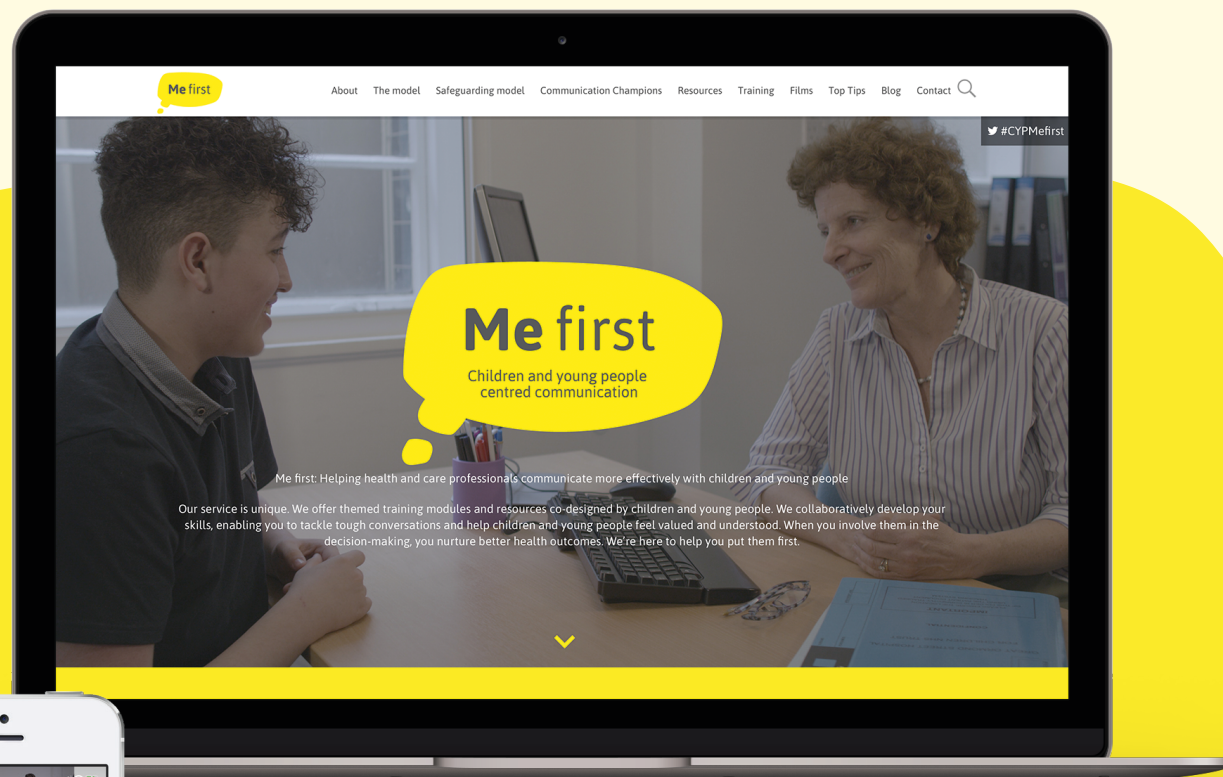 Me first
About The model Safeguarding model Communication Champions Resources Training Films Top Tips Blog Contact
#CYPMefirst
Me first
Children and young people
centred communication
Me first: Helping health and care professionals communicate more effectively with children and young people
Our service is unique. We offer themed training modules and resources co-designed by children and young people. We collaboratively develop your
skills, enabling you to tackle tough conversations and help children and young people feel valued and understood. When you involve them in the
decision-making, you nurture better health outcomes. We’re here to help you put them first.